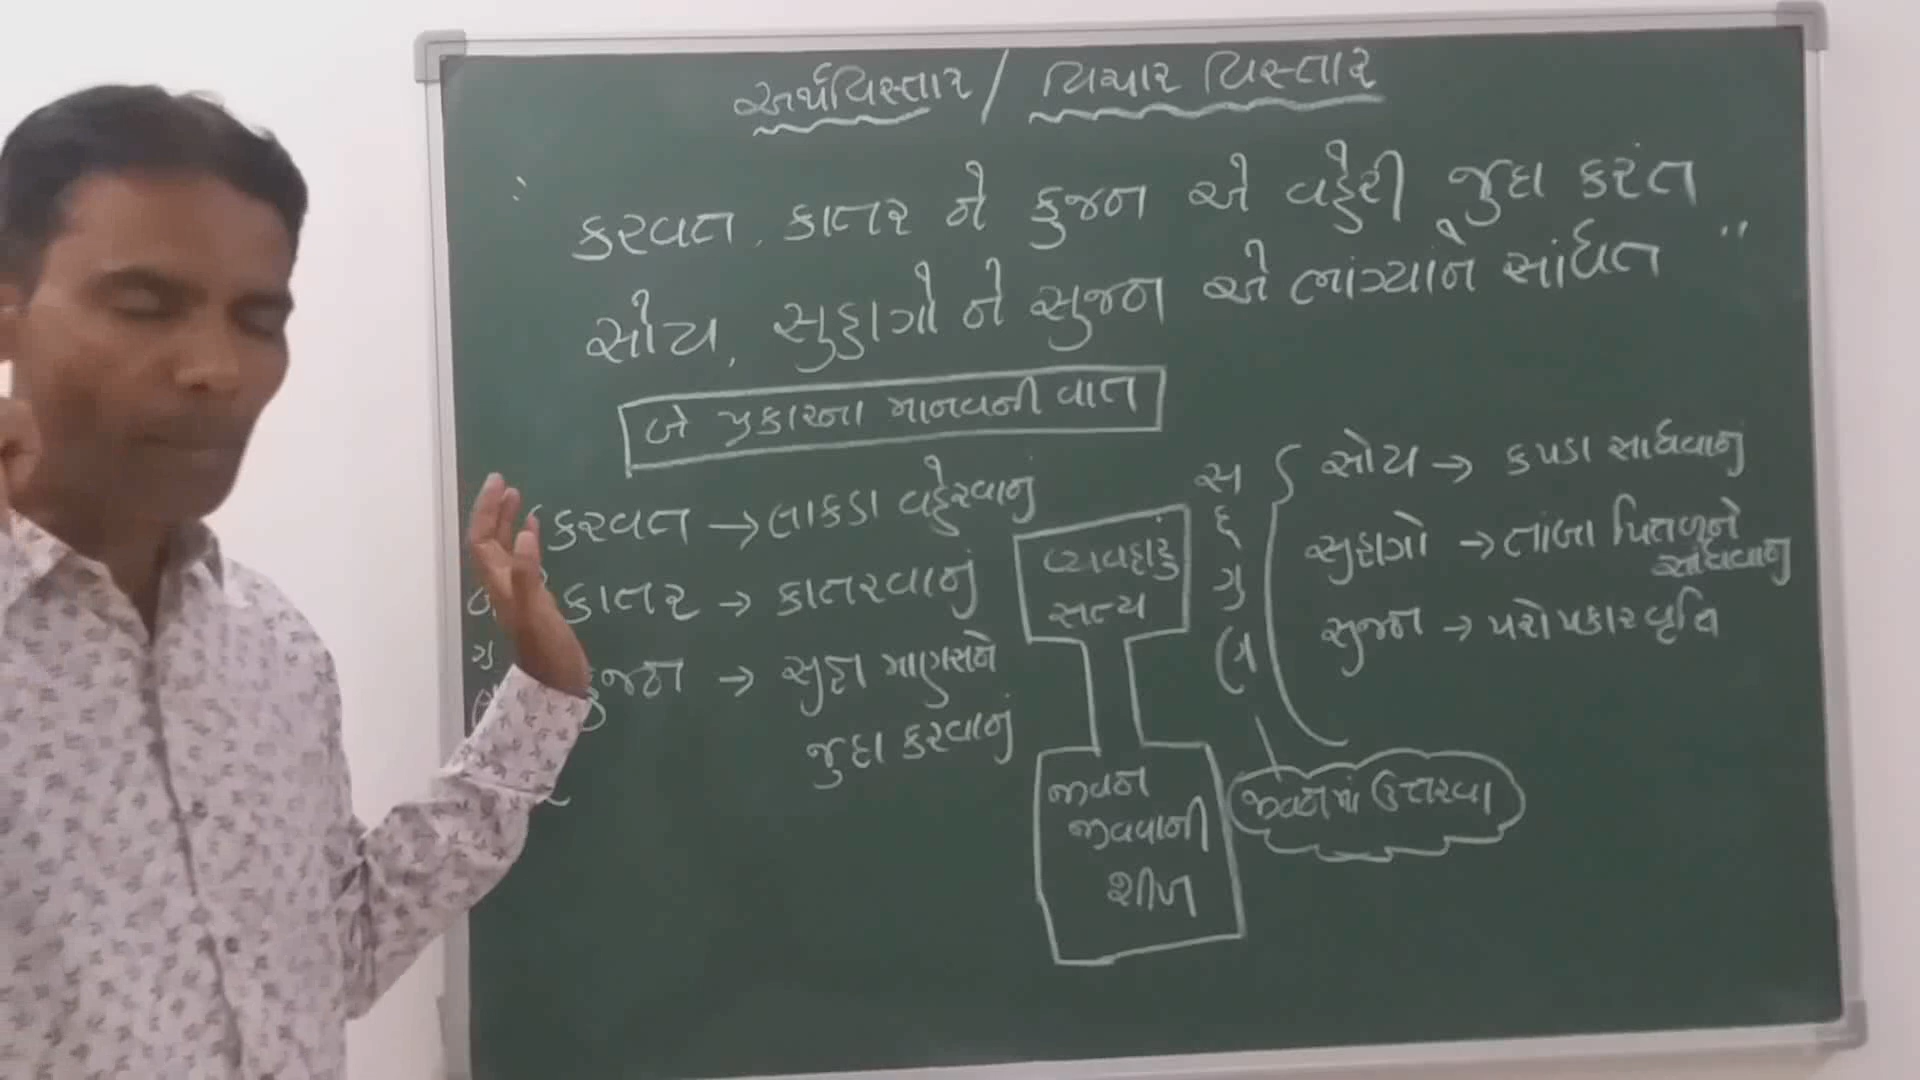 અર્થવિસ્તાર / વિચાર વિસ્તાર
કરવત, કાતર ને કુજન એ વહેરી જુદા કરંત
સોય, સુહાગો ને સુજન એ ભાંગ્યાને સાંધંત "
બે પ્રકારના માનવની વાત
કરવત → લાકડા વહેરવાનું
કાતર → કાતરવાનું
કુજન → સુજ્ઞ માણસને
જુદા કરવાનું
વ્યવહારું
સત્ય
જીવન
જીવવાની
શીખ
સ
દ્
ગુ
ણ
સોય → કપડા સાધવાનું
સુહાગો → તાંબા પિતળને
સાંધવાનું
સુજન → પરોપકાર વૃત્તિ
જીવનમાં ઉતારવા